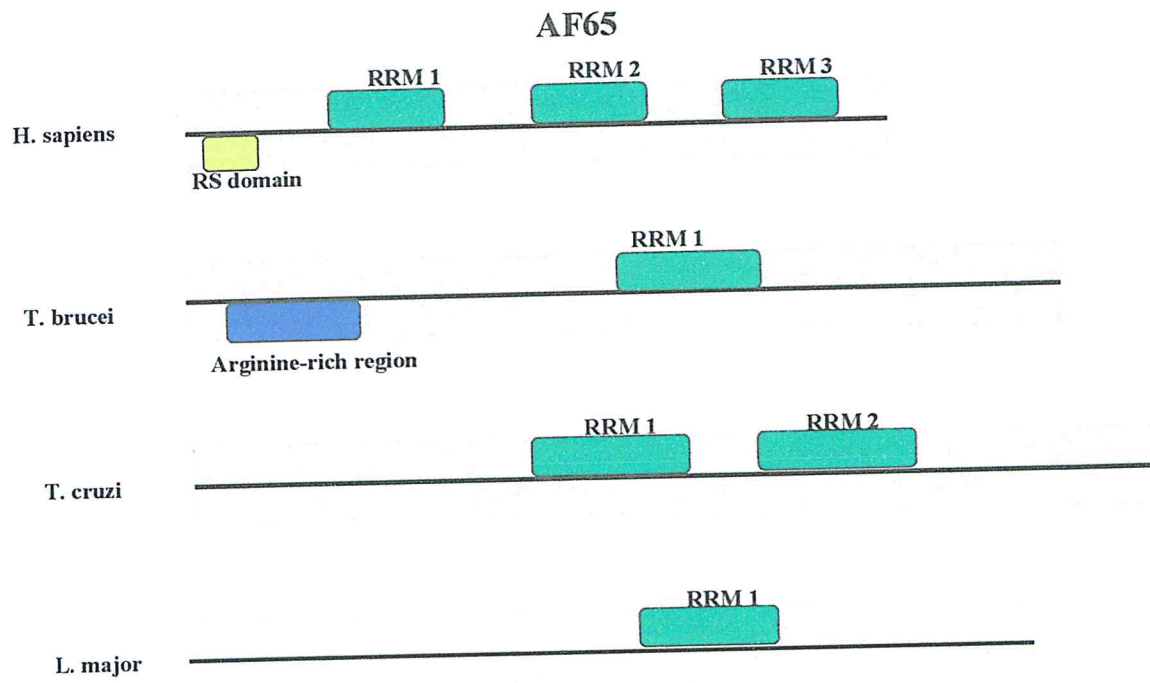 AF65
RRM 1
RRM 2
RRM 3
H. sapiens
RS domain
RRM 1
T. brucei
Arginine-rich region
RRM 1
RRM 2
T. cruzi
RRM 1
L. major